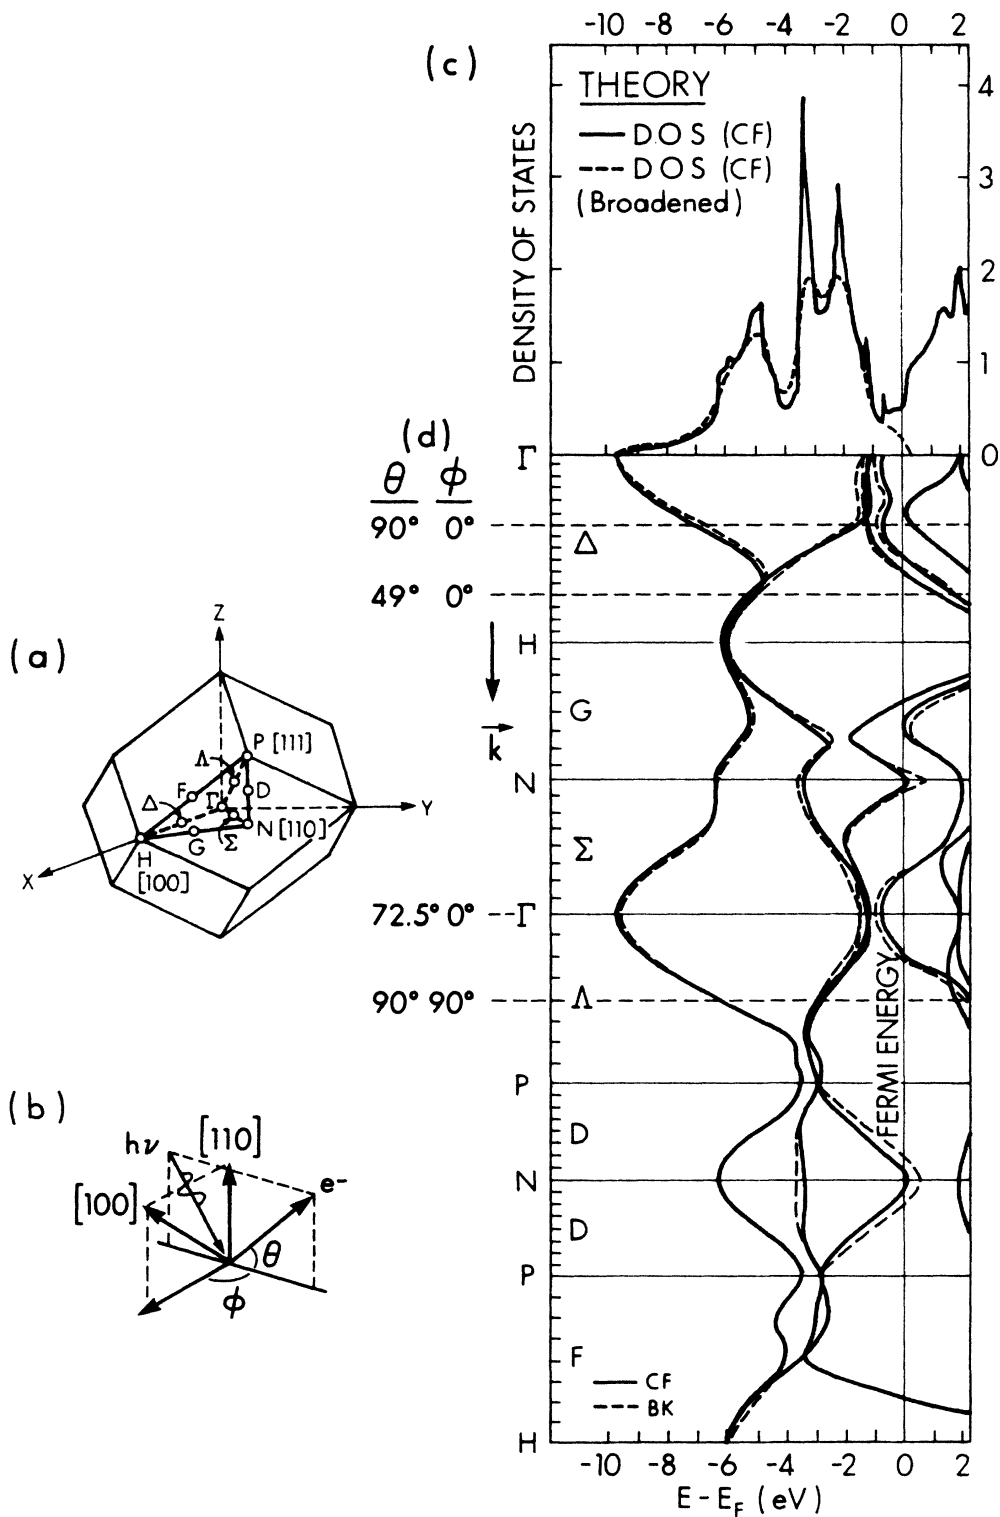 -10 -8 -6 -4 -2 0 2
(c)
THEORY
DOS (CF)
DOS (CF)
(Broadened)
DENSITY OF STATES
4
3
2
1
0
(d)
θ ϕ
Γ
90° 0°
Δ
49° 0°
H
G
k
N
Σ
72.5° 0° Γ
90° 90° Λ
FERMI ENERGY
P
D
N
D
P
F
H
CF
BK
-10 -8 -6 -4 -2 0 2
E - E_F (eV)
(a)
Z
P [111]
Λ
F
D
Δ
Γ
Y
N [110]
Σ
G
H
[100]
X
(b)
hν
[110]
e-
[100]
θ
ϕ